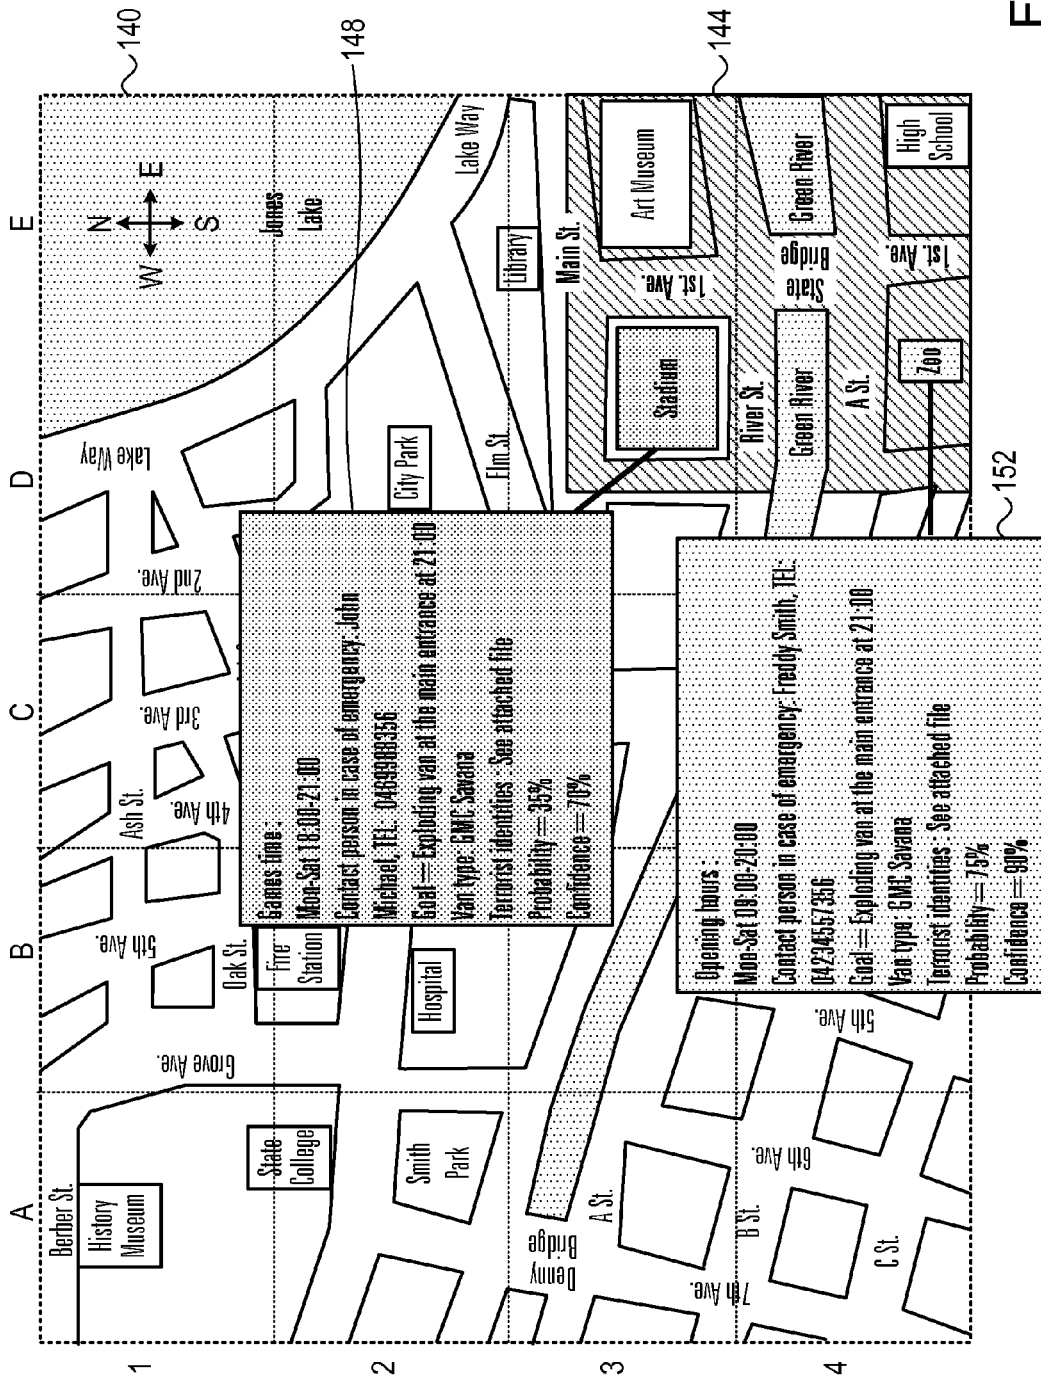 A
B
C
D
E
1
2
3
4
140
148
144
152
N
W
E
S
Jones
Lake
Berber St.
History
Museum
State
College
Smith
Park
Grove Ave.
5th Ave.
Ash St.
4th Ave.
3rd Ave.
2nd Ave.
Lake Way
Oak St.
Fire
Station
Hospital
City Park
Elm St.
Lake Way
Library
Main St.
Games time :
Mon-Sat 18:00-21:00
Contact person in case of emergency: John
Michael, TEL: 0469988356
Goal = Exploding van at the main entrance at 21:00
Van type: GMC Savana
Terrorist identities : See attached file
Probability = 35%
Confidence = 70%
Stadium
1st. Ave.
Art Museum
River St.
Green River
State
Bridge
Green River
A St.
Zoo
1st. Ave.
High
School
Opening hours :
Mon-Sat 09:00-20:00
Contact person in case of emergency: Freddy Smith, TEL:
04234557356
Goal = Exploding van at the main entrance at 21:00
Van type: GMC Savana
Terrorist identities : See attached file
Probability = 75%
Confidence = 90%
Denny
Bridge
A St.
B St.
C St.
7th Ave.
6th Ave.
5th Ave.
F